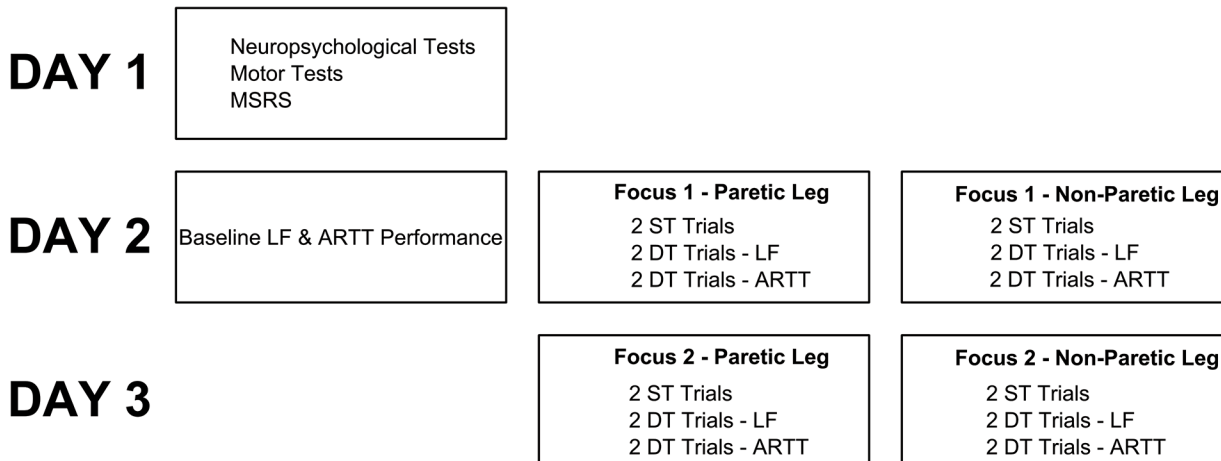 DAY 1
Neuropsychological Tests
Motor Tests
MSRS
DAY 2
Baseline LF & ARTT Performance
Focus 1 - Paretic Leg
2 ST Trials
2 DT Trials - LF
2 DT Trials - ARTT
Focus 1 - Non-Paretic Leg
2 ST Trials
2 DT Trials - LF
2 DT Trials - ARTT
DAY 3
Focus 2 - Paretic Leg
2 ST Trials
2 DT Trials - LF
2 DT Trials - ARTT
Focus 2 - Non-Paretic Leg
2 ST Trials
2 DT Trials - LF
2 DT Trials - ARTT